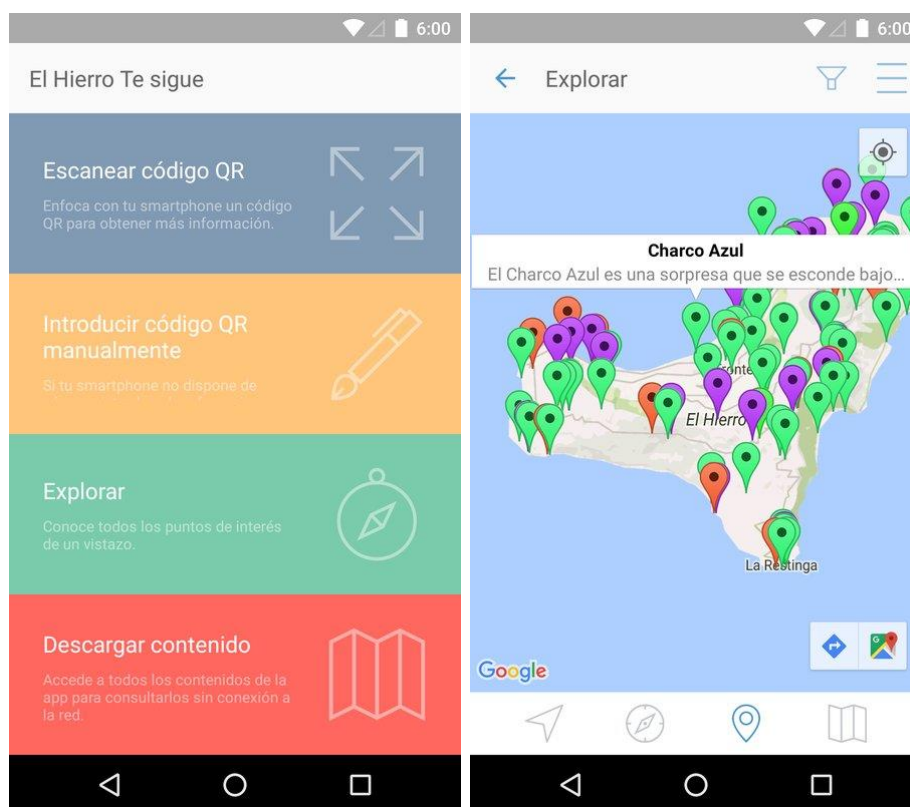 6:00
El Hierro Te sigue
Escanear código QR
Enfoca con tu smartphone un código
QR para obtener más información.
Introducir código QR
manualmente
Si tu smartphone no dispone de
Explorar
Conoce todos los puntos de interés
de un vistazo.
Descargar contenido
Accede a todos los contenidos de la
app para consultarlos sin conexión a
la red.
6:00
Explorar
Charco Azul
El Charco Azul es una sorpresa que se esconde bajo...
El Hierro
La Restinga
Google